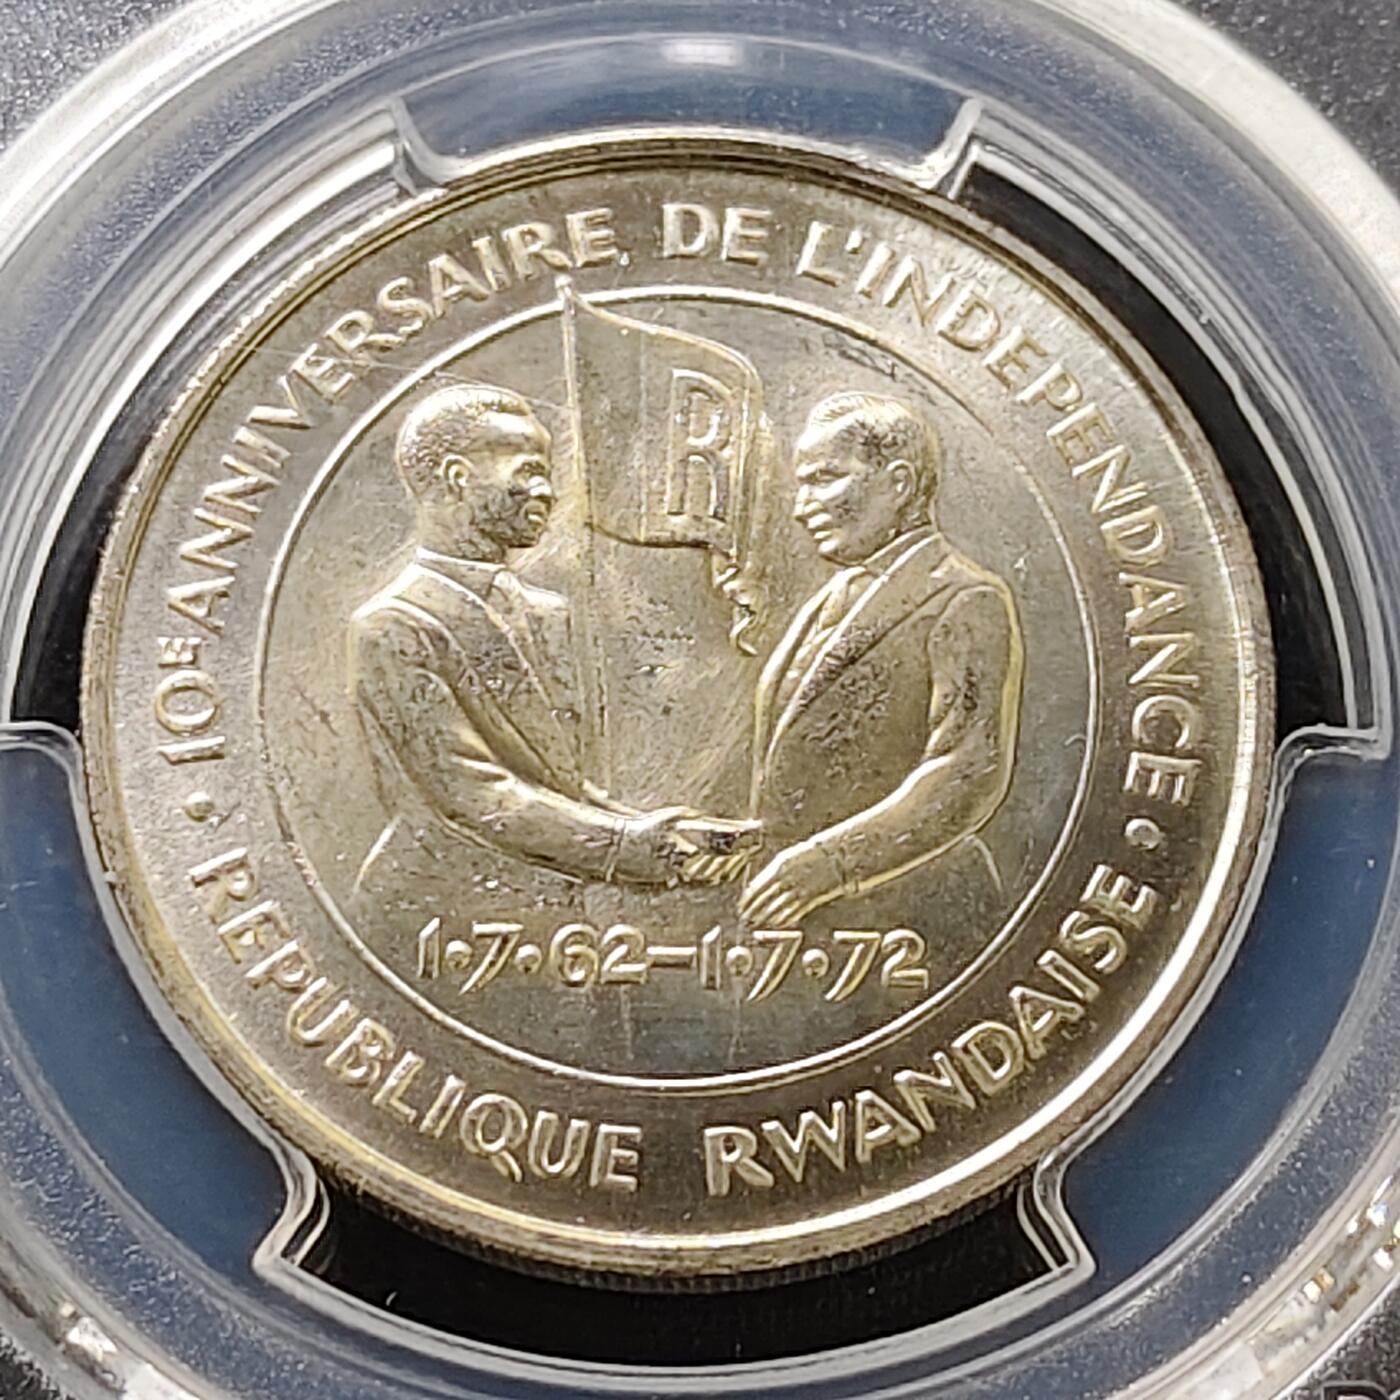 10E ANNIVERSAIRE DE L'INDEPENDANCE
R
1•7•62–1•7•72
• REPUBLIQUE RWANDAISE •